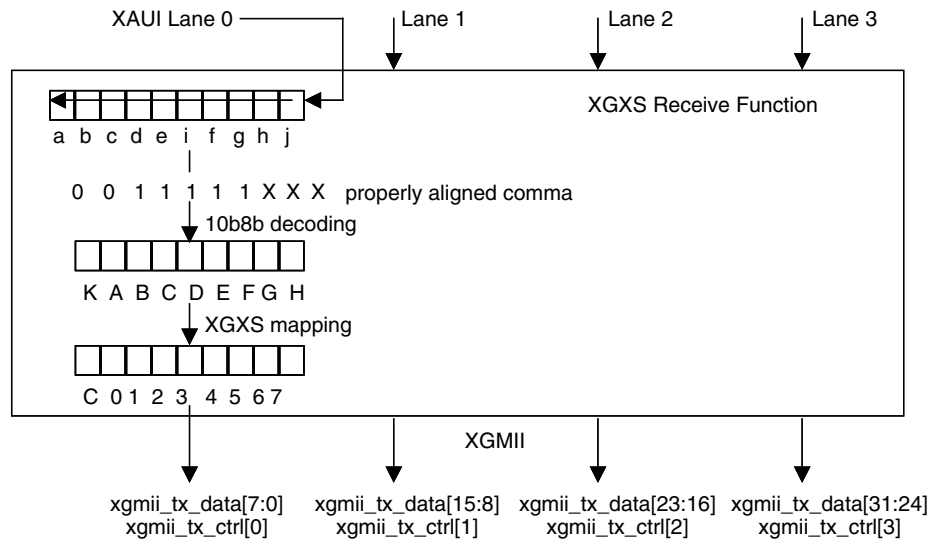 XAUI Lane 0 Lane 1 Lane 2 Lane 3
XGXS Receive Function
a b c d e i f g h j
0 0 1 1 1 1 1 X X X properly aligned comma
10b8b decoding
K A B C D E F G H
XGXS mapping
C 0 1 2 3 4 5 6 7
XGMII
xgmii_tx_data[7:0] xgmii_tx_data[15:8] xgmii_tx_data[23:16] xgmii_tx_data[31:24]
xgmii_tx_ctrl[0] xgmii_tx_ctrl[1] xgmii_tx_ctrl[2] xgmii_tx_ctrl[3]